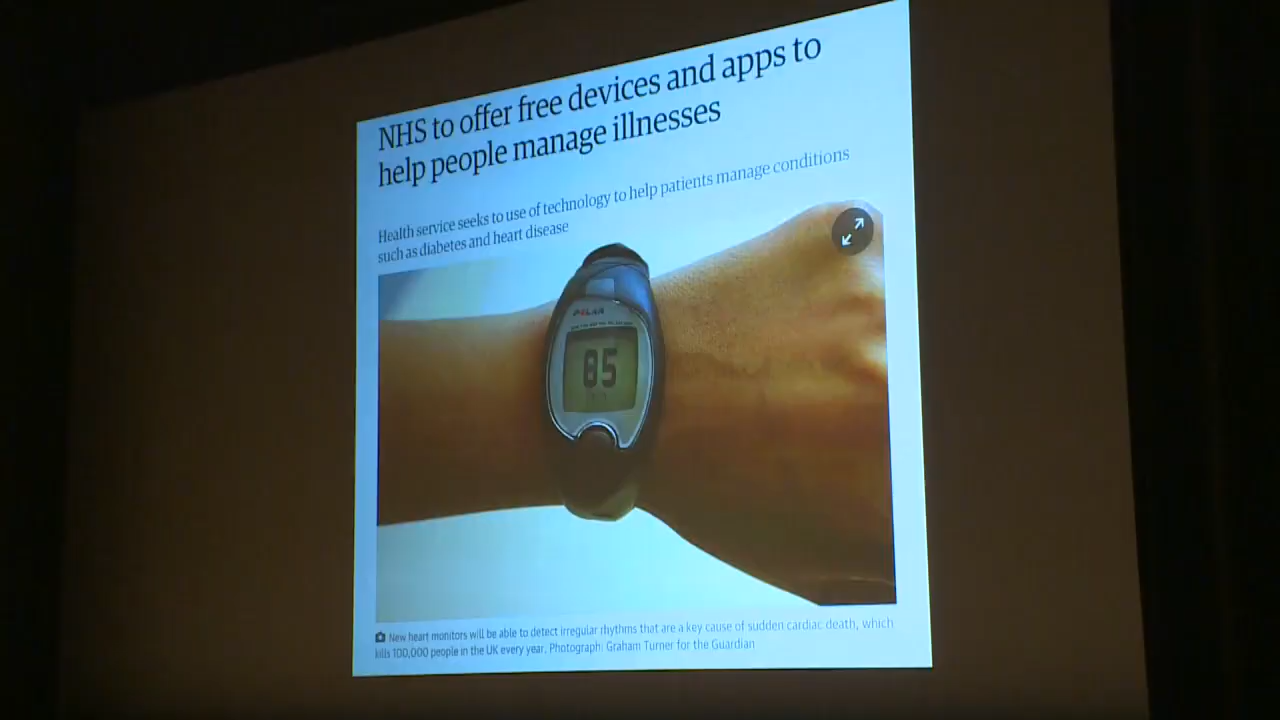 NHS to offer free devices and apps to
help people manage illnesses
Health service seeks to use of technology to help patients manage conditions
such as diabetes and heart disease
POLAR
85
New heart monitors will be able to detect irregular rhythms that are a key cause of sudden cardiac death, which
kills 100,000 people in the UK every year. Photograph: Graham Turner for the Guardian